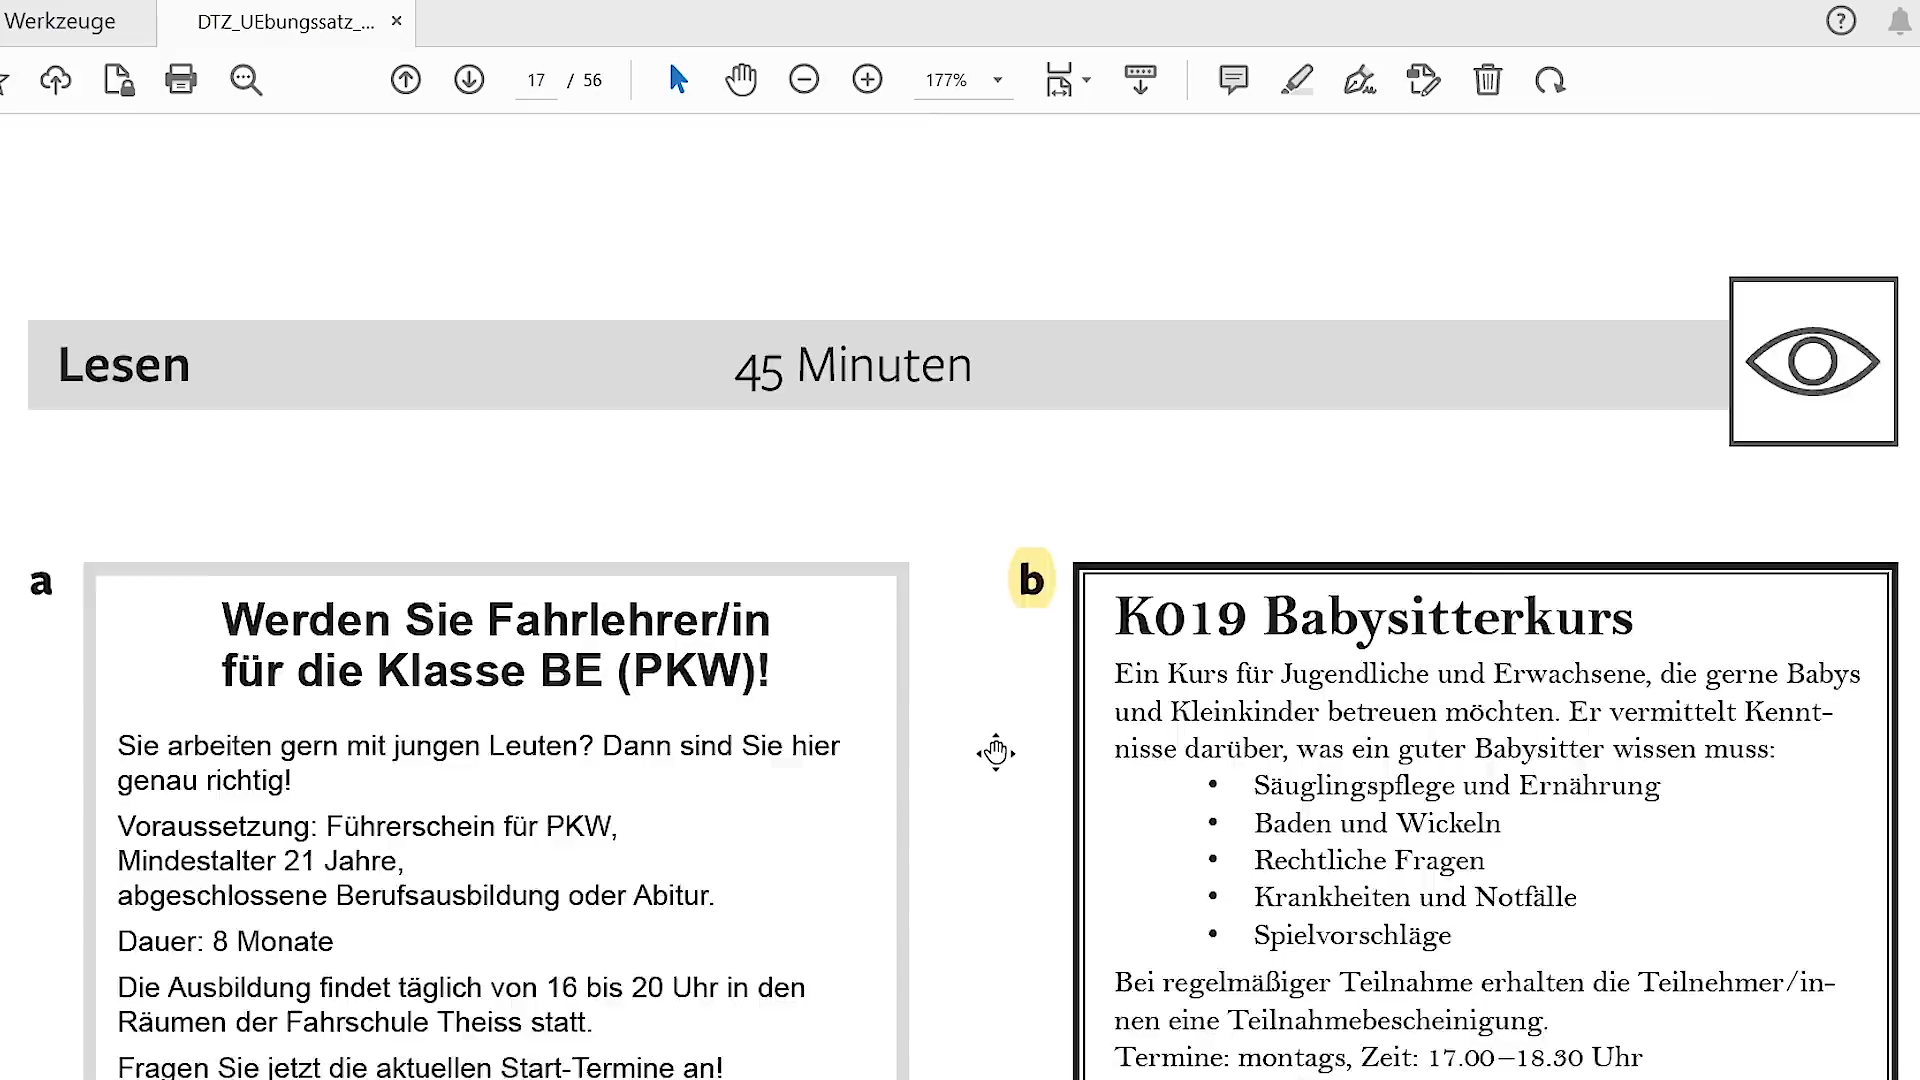 Werkzeuge
DTZ_UEbungssatz_...
17 / 56
177%
Lesen
45 Minuten
a
Werden Sie Fahrlehrer/in
für die Klasse BE (PKW)!
Sie arbeiten gern mit jungen Leuten? Dann sind Sie hier
genau richtig!
Voraussetzung: Führerschein für PKW,
Mindestalter 21 Jahre,
abgeschlossene Berufsausbildung oder Abitur.
Dauer: 8 Monate
Die Ausbildung findet täglich von 16 bis 20 Uhr in den
Räumen der Fahrschule Theiss statt.
Fragen Sie jetzt die aktuellen Start-Termine an!
b
K019 Babysitterkurs
Ein Kurs für Jugendliche und Erwachsene, die gerne Babys
und Kleinkinder betreuen möchten. Er vermittelt Kennt-
nisse darüber, was ein guter Babysitter wissen muss:
• Säuglingspflege und Ernährung
• Baden und Wickeln
• Rechtliche Fragen
• Krankheiten und Notfälle
• Spielvorschläge
Bei regelmäßiger Teilnahme erhalten die Teilnehmer/in-
nen eine Teilnahmebescheinigung.
Termine: montags, Zeit: 17.00–18.30 Uhr